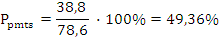 P_pmts = 38,8/78,6 · 100% = 49,36%